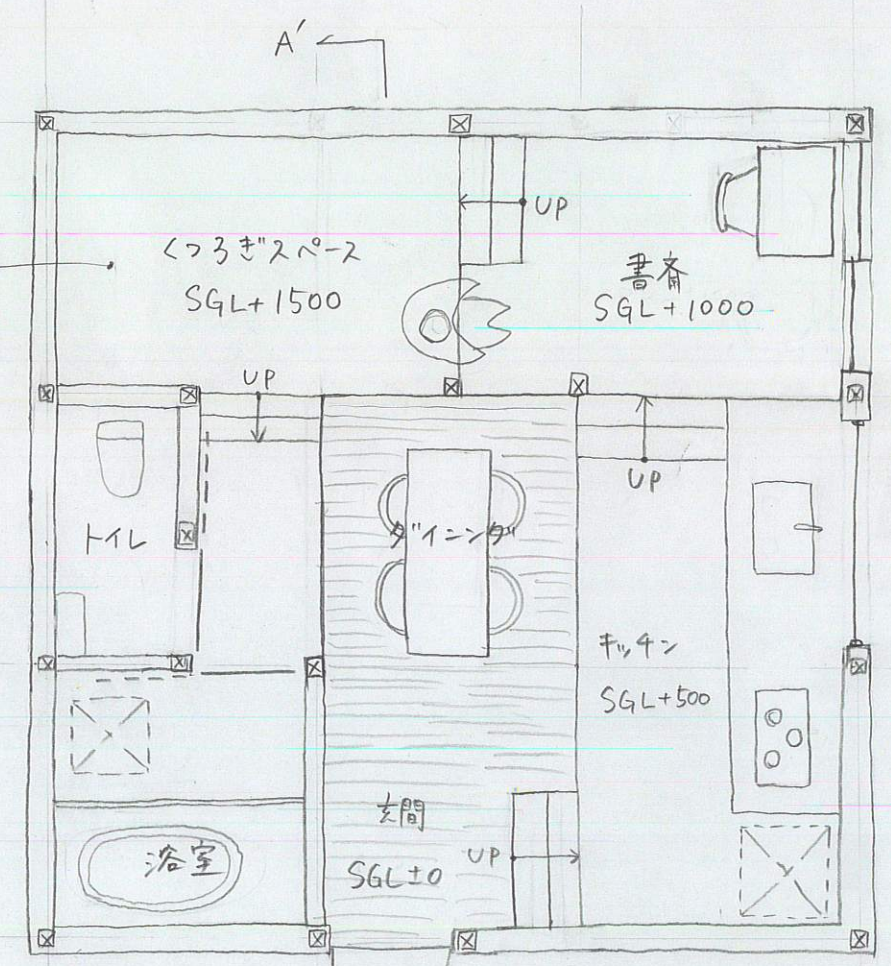 A′
UP
くつろぎスペース
SGL+1500
書斎
SGL+1000
UP
UP
トイレ
ダイニング
キッチン
SGL+500
玄関
SGL±0
UP
浴室